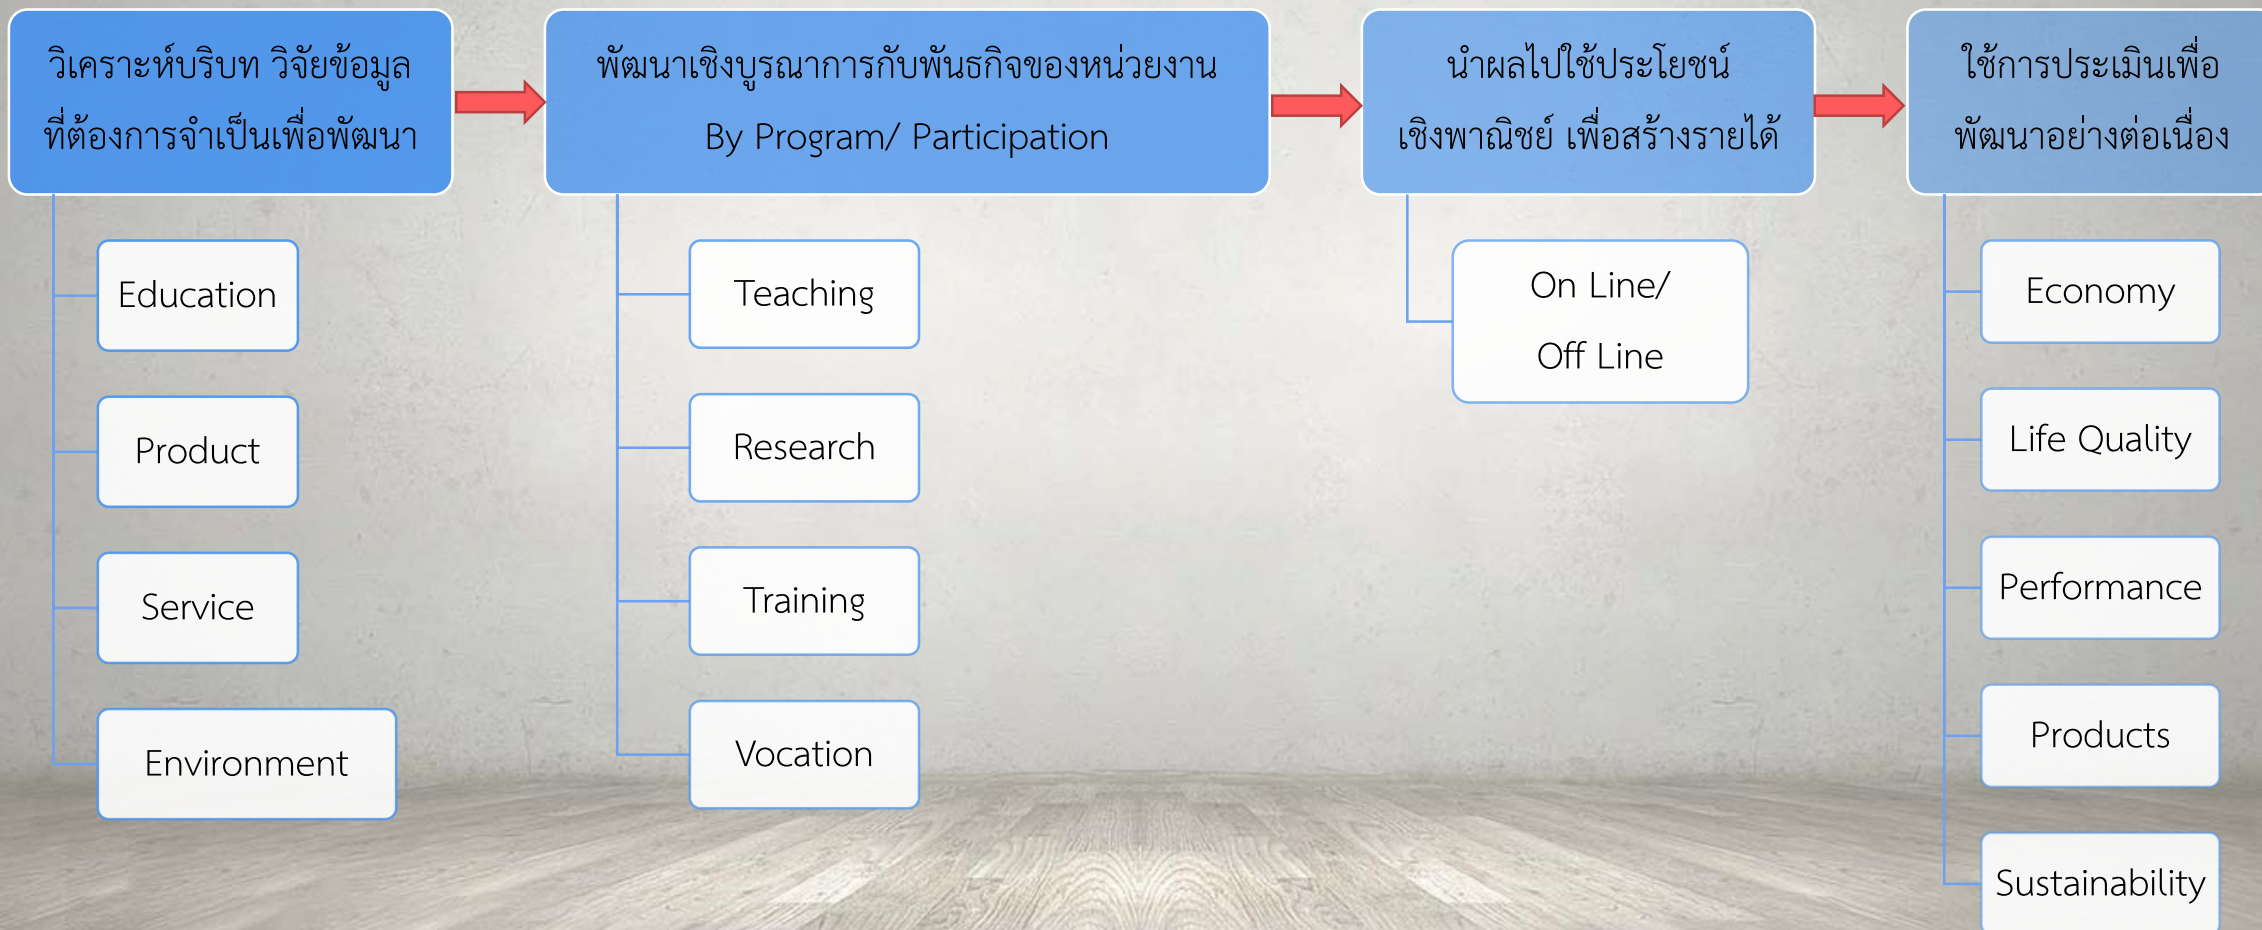 วิเคราะห์บริบท วิจัยข้อมูล
ที่ต้องการจำเป็นเพื่อพัฒนา
Education
Product
Service
Environment
พัฒนาเชิงบูรณาการกับพันธกิจของหน่วยงาน
By Program/ Participation
Teaching
Research
Training
Vocation
นำผลไปใช้ประโยชน์
เชิงพาณิชย์ เพื่อสร้างรายได้
On Line/
Off Line
ใช้การประเมินเพื่อ
พัฒนาอย่างต่อเนื่อง
Economy
Life Quality
Performance
Products
Sustainability